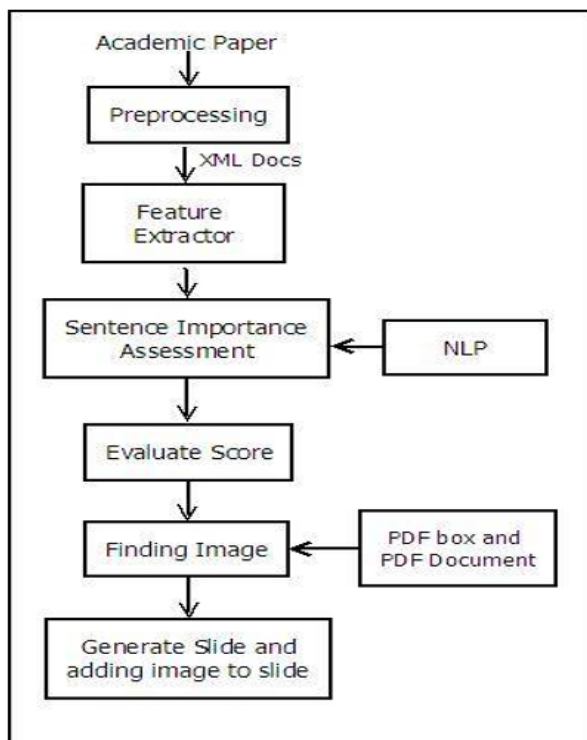 Academic Paper
Preprocessing
XML Docs
Feature
Extractor
Sentence Importance
Assessment
NLP
Evaluate Score
Finding Image
PDF box and
PDF Document
Generate Slide and
adding image to slide